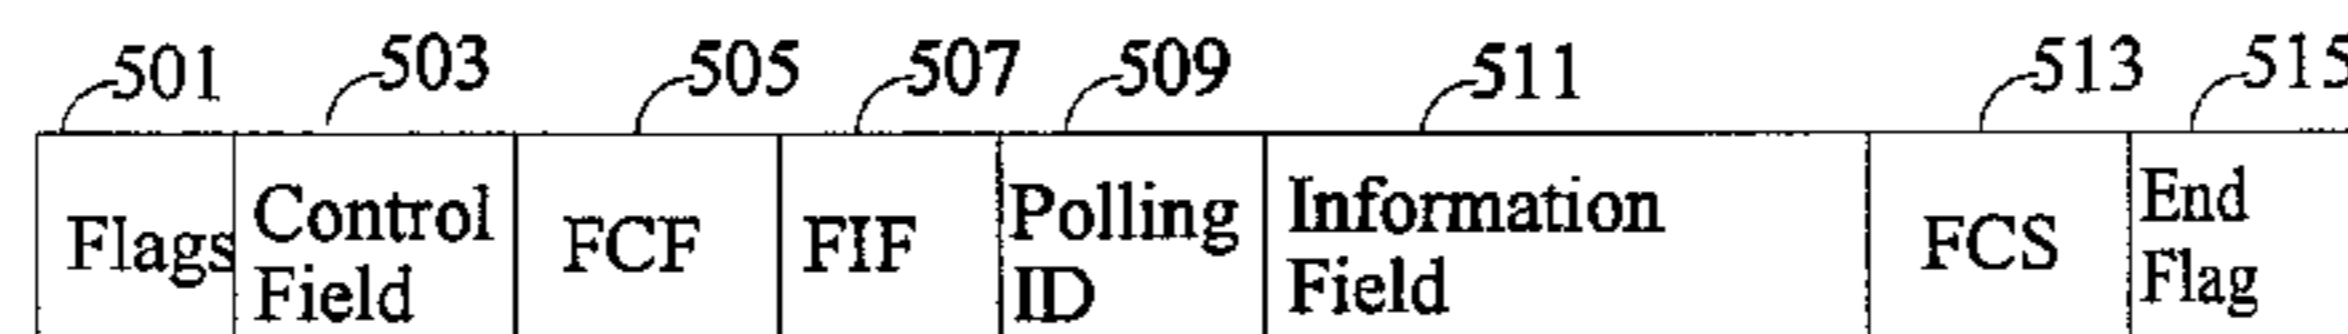 501 503 505 507 509 511 513 515
Flags Control Field FCF FIF Polling ID Information Field FCS End Flag